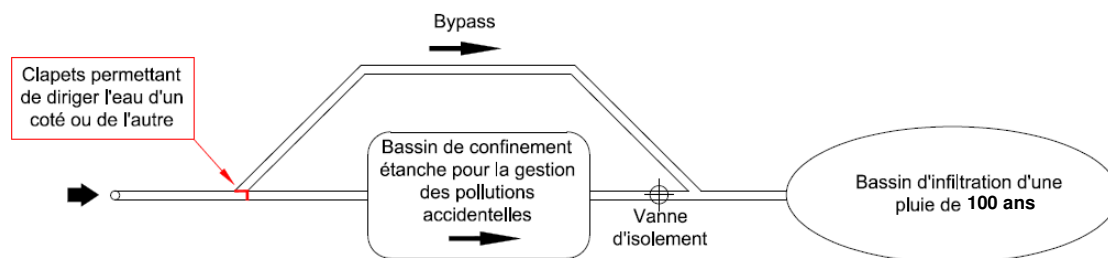 Bypass
Clapets permettant
de diriger l'eau d'un
coté ou de l'autre
Bassin de confinement
étanche pour la gestion
des pollutions
accidentelles
Vanne
d'isolement
Bassin d'infiltration d'une
pluie de 100 ans